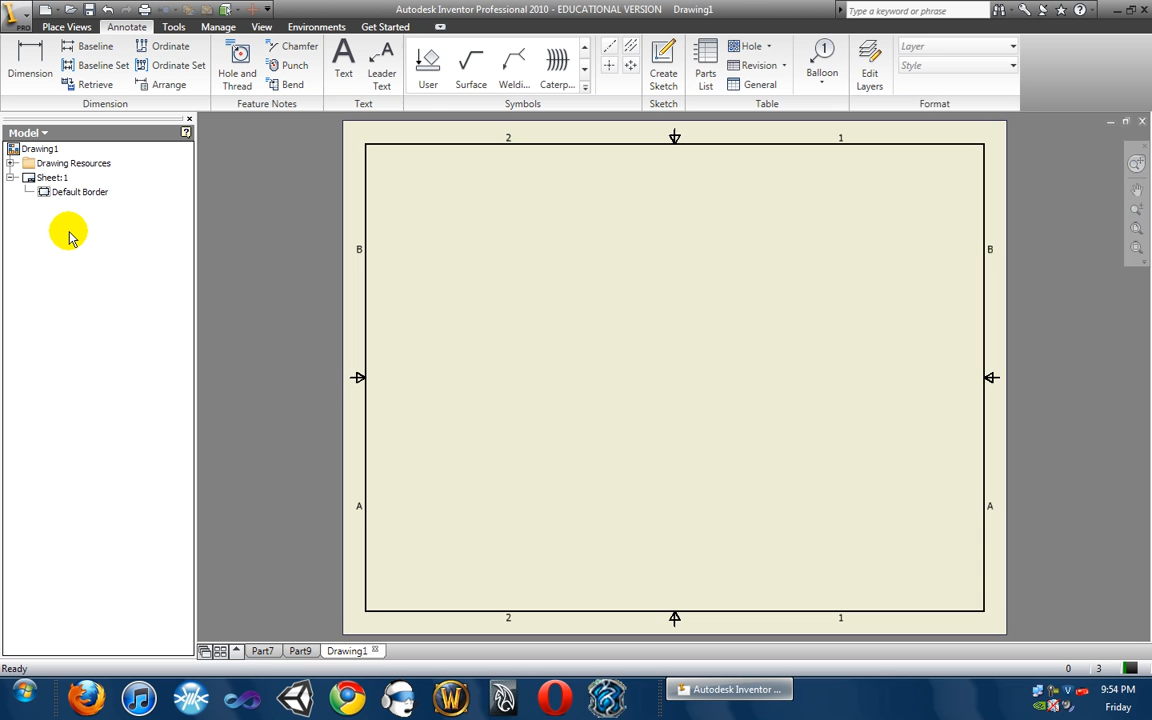 Autodesk Inventor Professional 2010 - EDUCATIONAL VERSION Drawing1
Type a keyword or phrase
PRO
Place Views Annotate Tools Manage View Environments Get Started
Dimension
Baseline
Baseline Set
Retrieve
Ordinate
Ordinate Set
Arrange
Dimension
Hole and
Thread
Chamfer
Punch
Bend
Feature Notes
Text
Leader
Text
Text
User
Surface
Weldi...
Caterp...
Symbols
Create
Sketch
Sketch
Parts
List
Hole
Revision
General
Table
1
Balloon
Edit
Layers
Layer
Style
Format
Model
Drawing1
Drawing Resources
Sheet:1
Default Border
2 1
B B
A A
2 1
Part7 Part9 Drawing1
Ready
0 3
Autodesk Inventor ...
9:54 PM
Friday